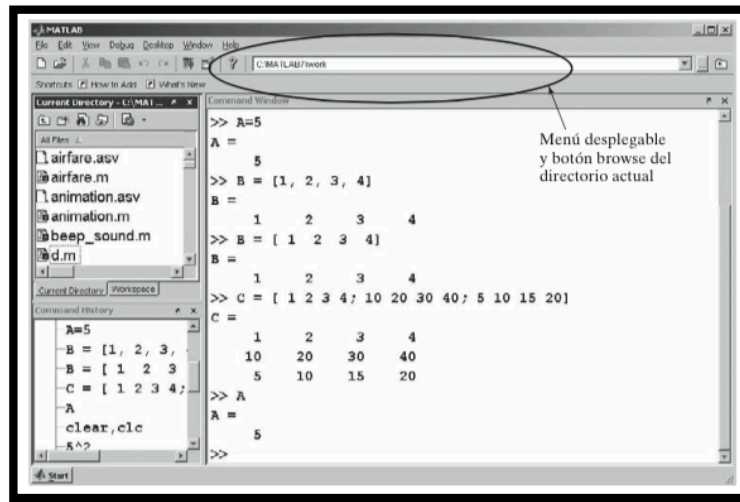 MATLAB
File Edit View Debug Desktop Window Help
C:\MATLAB7\work
Shortcuts How to Add What's New
Current Directory - C:\MAT...
All Files
airfare.asv
airfare.m
animation.asv
animation.m
beep_sound.m
d.m
Current Directory Workspace
Command History
A=5
B = [1, 2, 3,
B = [ 1 2 3
C = [ 1 2 3 4;
A
clear,clc
5^2
Start
Command Window
>> A=5
A =
5
>> B = [1, 2, 3, 4]
B =
1 2 3 4
>> B = [ 1 2 3 4]
B =
1 2 3 4
>> C = [ 1 2 3 4; 10 20 30 40; 5 10 15 20]
C =
1 2 3 4
10 20 30 40
5 10 15 20
>> A
A =
5
>>
Menú desplegable
y botón browse del
directorio actual